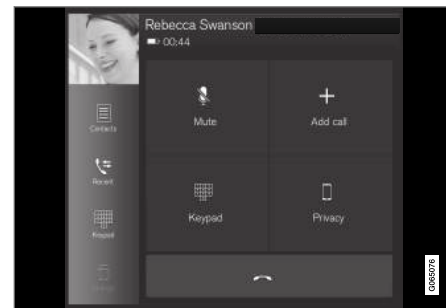 Rebecca Swanson
00:44
Contacts
Recent
Keypad
Mute
Add call
Keypad
Privacy
G065076